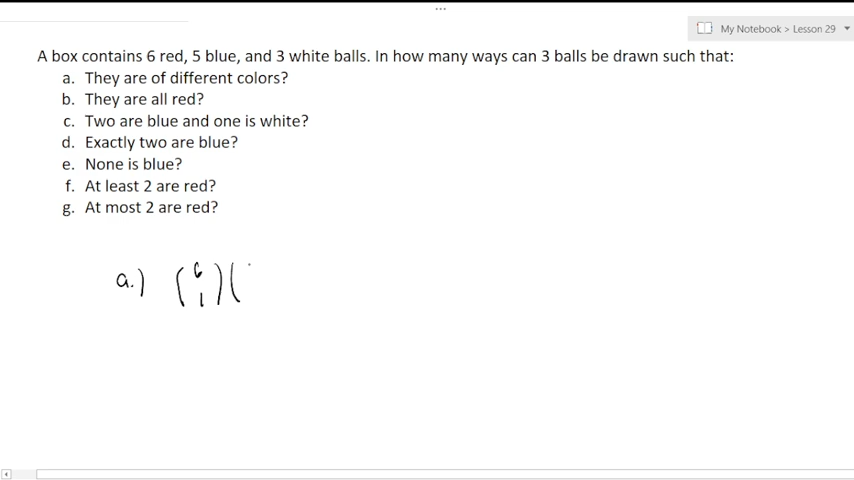 ...
My Notebook > Lesson 29
A box contains 6 red, 5 blue, and 3 white balls. In how many ways can 3 balls be drawn such that:
a. They are of different colors?
b. They are all red?
c. Two are blue and one is white?
d. Exactly two are blue?
e. None is blue?
f. At least 2 are red?
g. At most 2 are red?
a.) (6
1)(